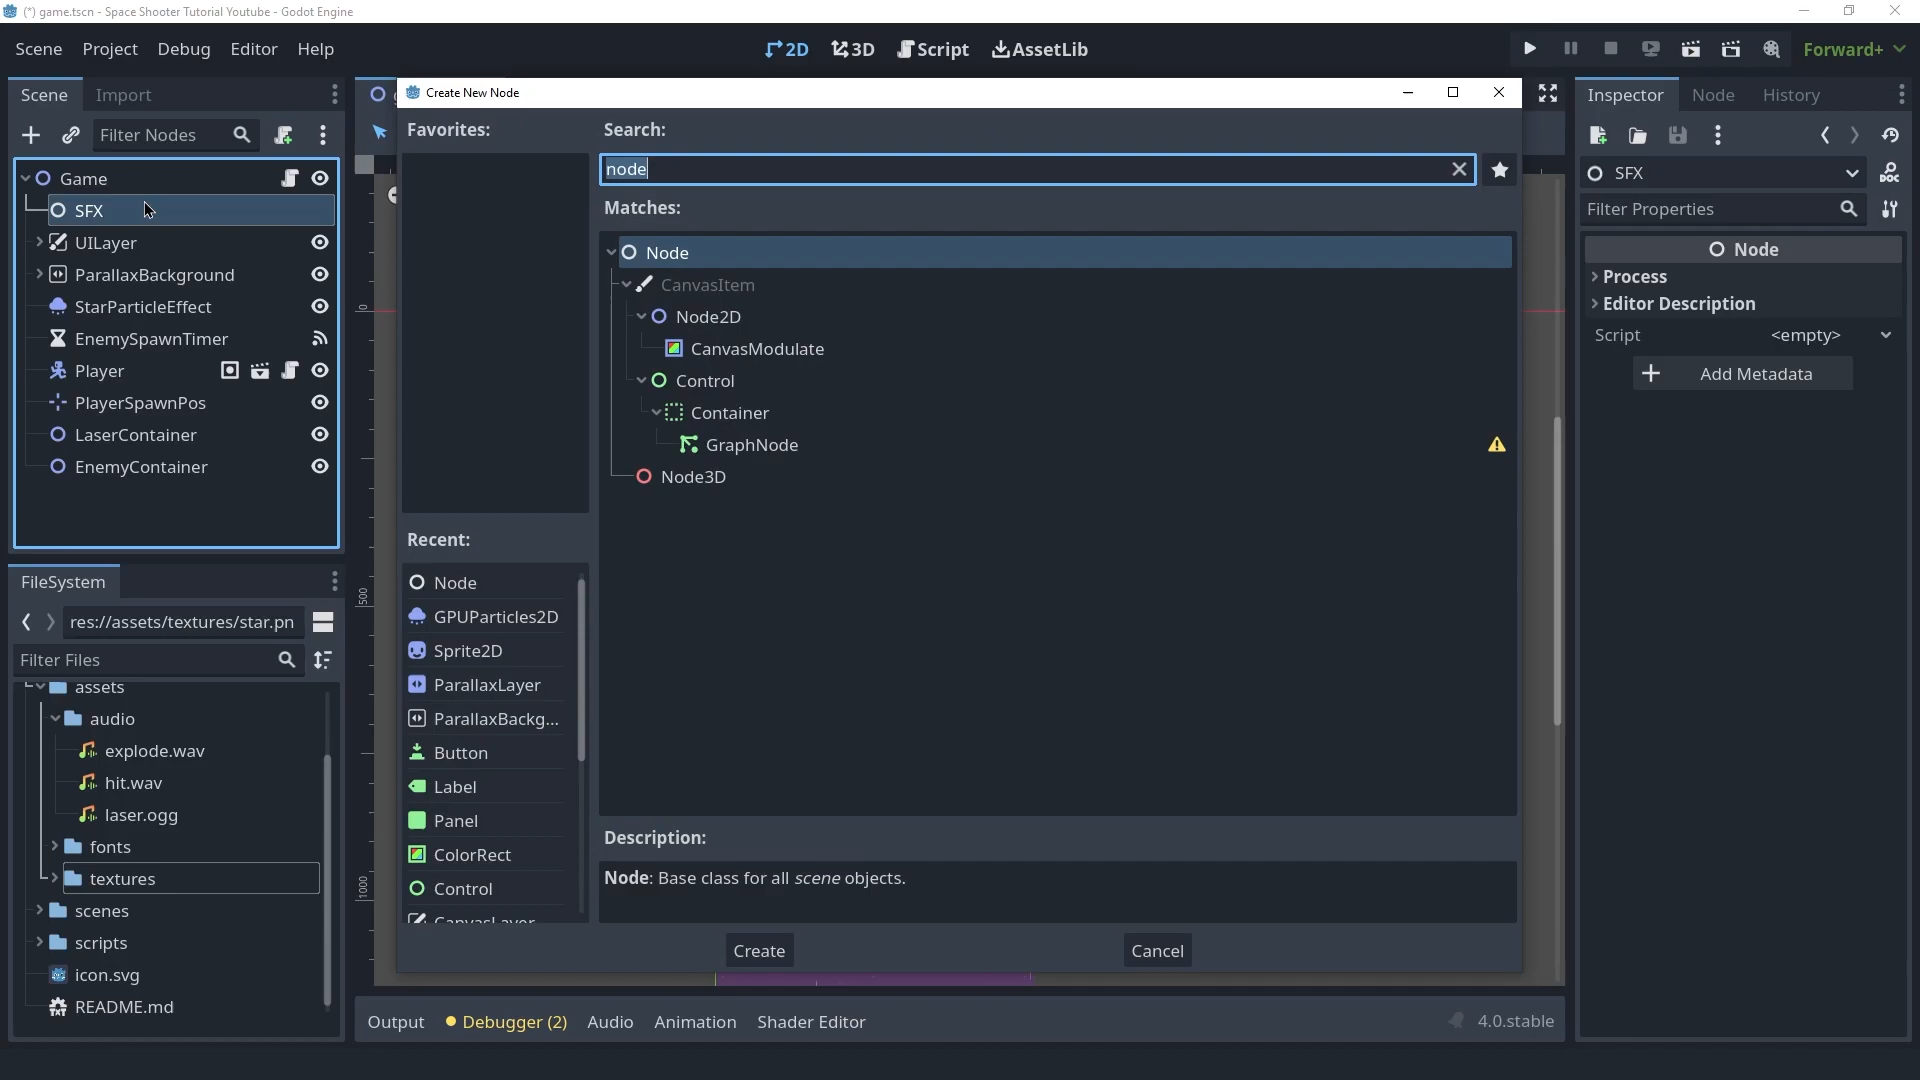 (*) game.tscn - Space Shooter Tutorial Youtube - Godot Engine
Scene Project Debug Editor Help
2D 3D Script AssetLib
Forward+
Scene Import
Filter Nodes
Game
SFX
UILayer
ParallaxBackground
StarParticleEffect
EnemySpawnTimer
Player
PlayerSpawnPos
LaserContainer
EnemyContainer
FileSystem
res://assets/textures/star.pn
Filter Files
assets
audio
explode.wav
hit.wav
laser.ogg
fonts
textures
scenes
scripts
icon.svg
README.md
0
500
1000
Create New Node
Favorites:
Recent:
Node
GPUParticles2D
Sprite2D
ParallaxLayer
ParallaxBackg...
Button
Label
Panel
ColorRect
Control
CanvasLayer
Search:
node
Matches:
Node
CanvasItem
Node2D
CanvasModulate
Control
Container
GraphNode
Node3D
Description:
Node: Base class for all scene objects.
Create Cancel
Output Debugger (2) Audio Animation Shader Editor
4.0.stable
Inspector Node History
SFX
DOC
Filter Properties
Node
Process
Editor Description
Script <empty>
Add Metadata